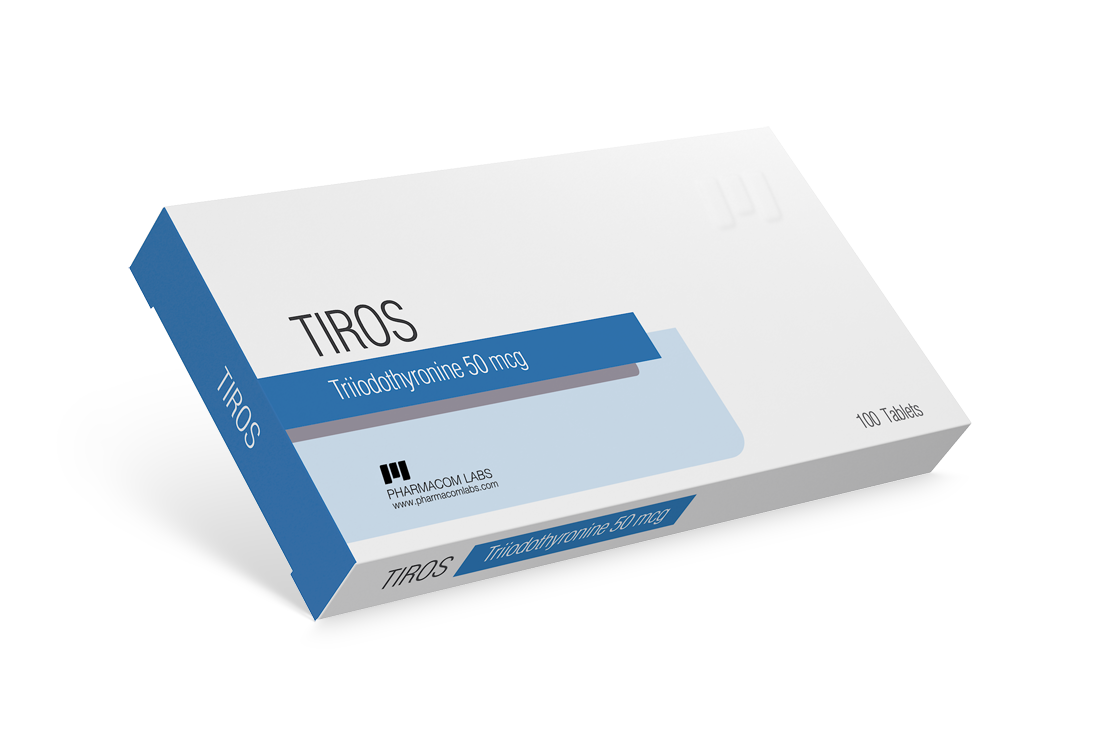 TIROS
Triiodothyronine 50 mcg
PHARMACOM LABS
www.pharmacomlabs.com
100 Tablets
TIROS
TIROS
Triiodothyronine 50 mcg